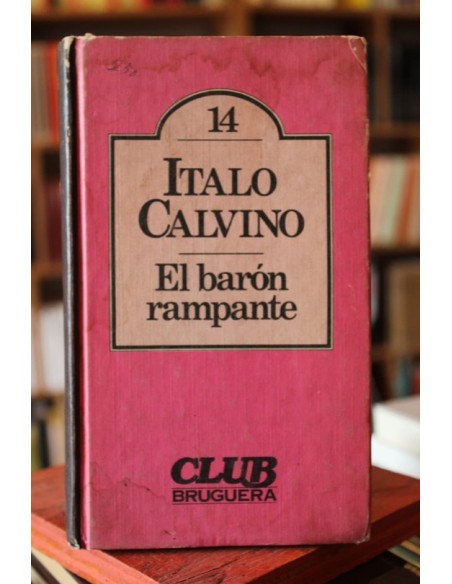 14
ITALO
CALVINO
El barón
rampante
CLUB
BRUGUERA